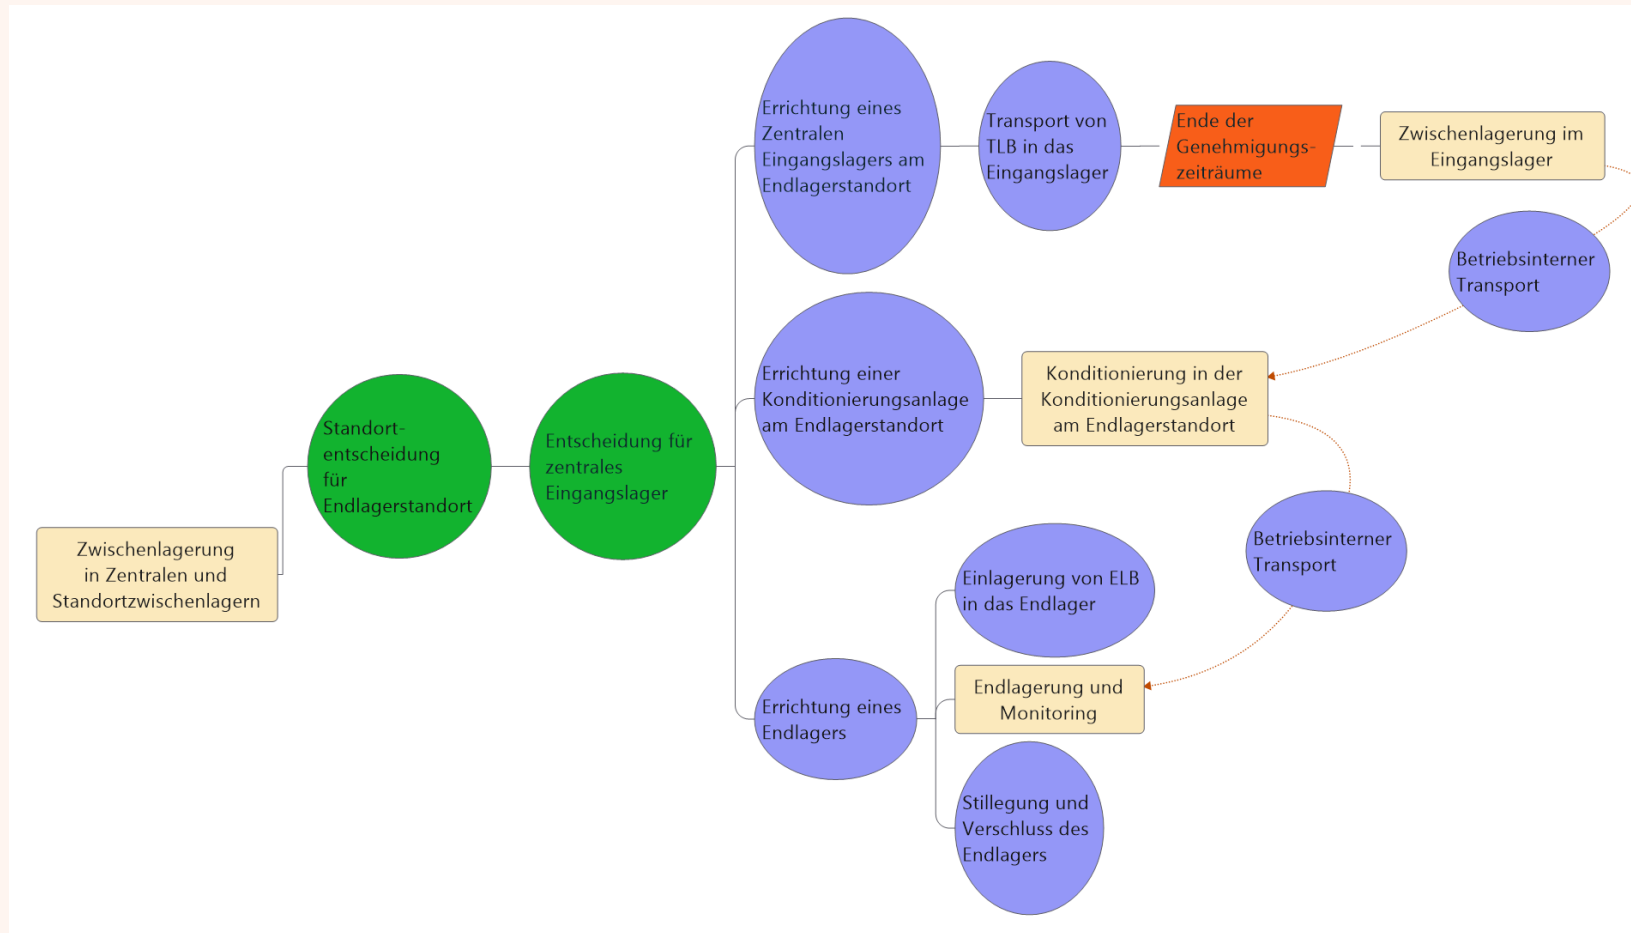 Errichtung eines
Zentralen
Eingangslagers am
Endlagerstandort
Transport von
TLB in das
Eingangslager
Ende der
Genehmigungs-
zeiträume
Zwischenlagerung im
Eingangslager
Betriebsinterner
Transport
Errichtung einer
Konditionierungsanlage
am Endlagerstandort
Konditionierung in der
Konditionierungsanlage
am Endlagerstandort
Standort-
entscheidung
für
Endlagerstandort
Entscheidung für
zentrales
Eingangslager
Zwischenlagerung
in Zentralen und
Standortzwischenlagern
Betriebsinterner
Transport
Einlagerung von ELB
in das Endlager
Errichtung eines
Endlagers
Endlagerung und
Monitoring
Stillegung und
Verschluss des
Endlagers